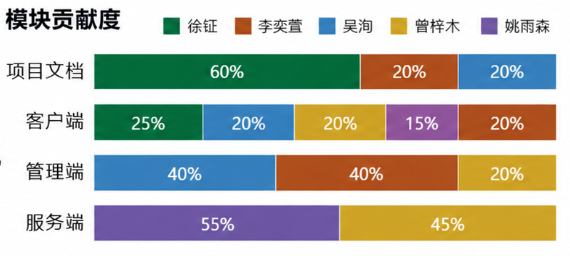 模块贡献度 徐钲 李奕萱 吴洵 曾梓木 姚雨森
项目文档 60% 20% 20%
客户端 25% 20% 20% 15% 20%
管理端 40% 40% 20%
服务端 55% 45%